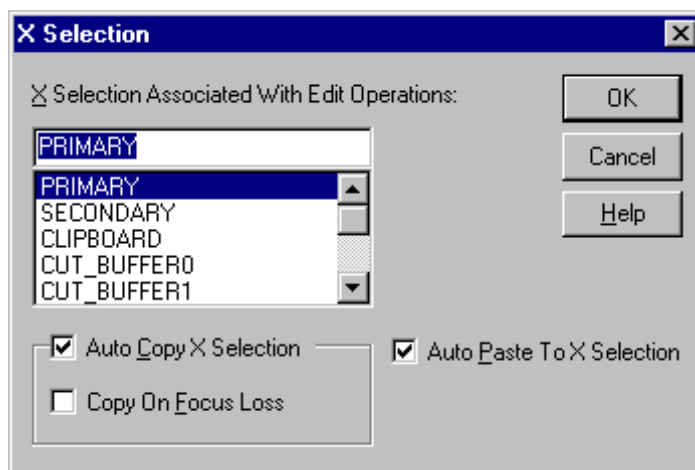 X Selection
X Selection Associated With Edit Operations:
PRIMARY
PRIMARY
SECONDARY
CLIPBOARD
CUT_BUFFER0
CUT_BUFFER1
OK
Cancel
Help
Auto Copy X Selection
Copy On Focus Loss
Auto Paste To X Selection